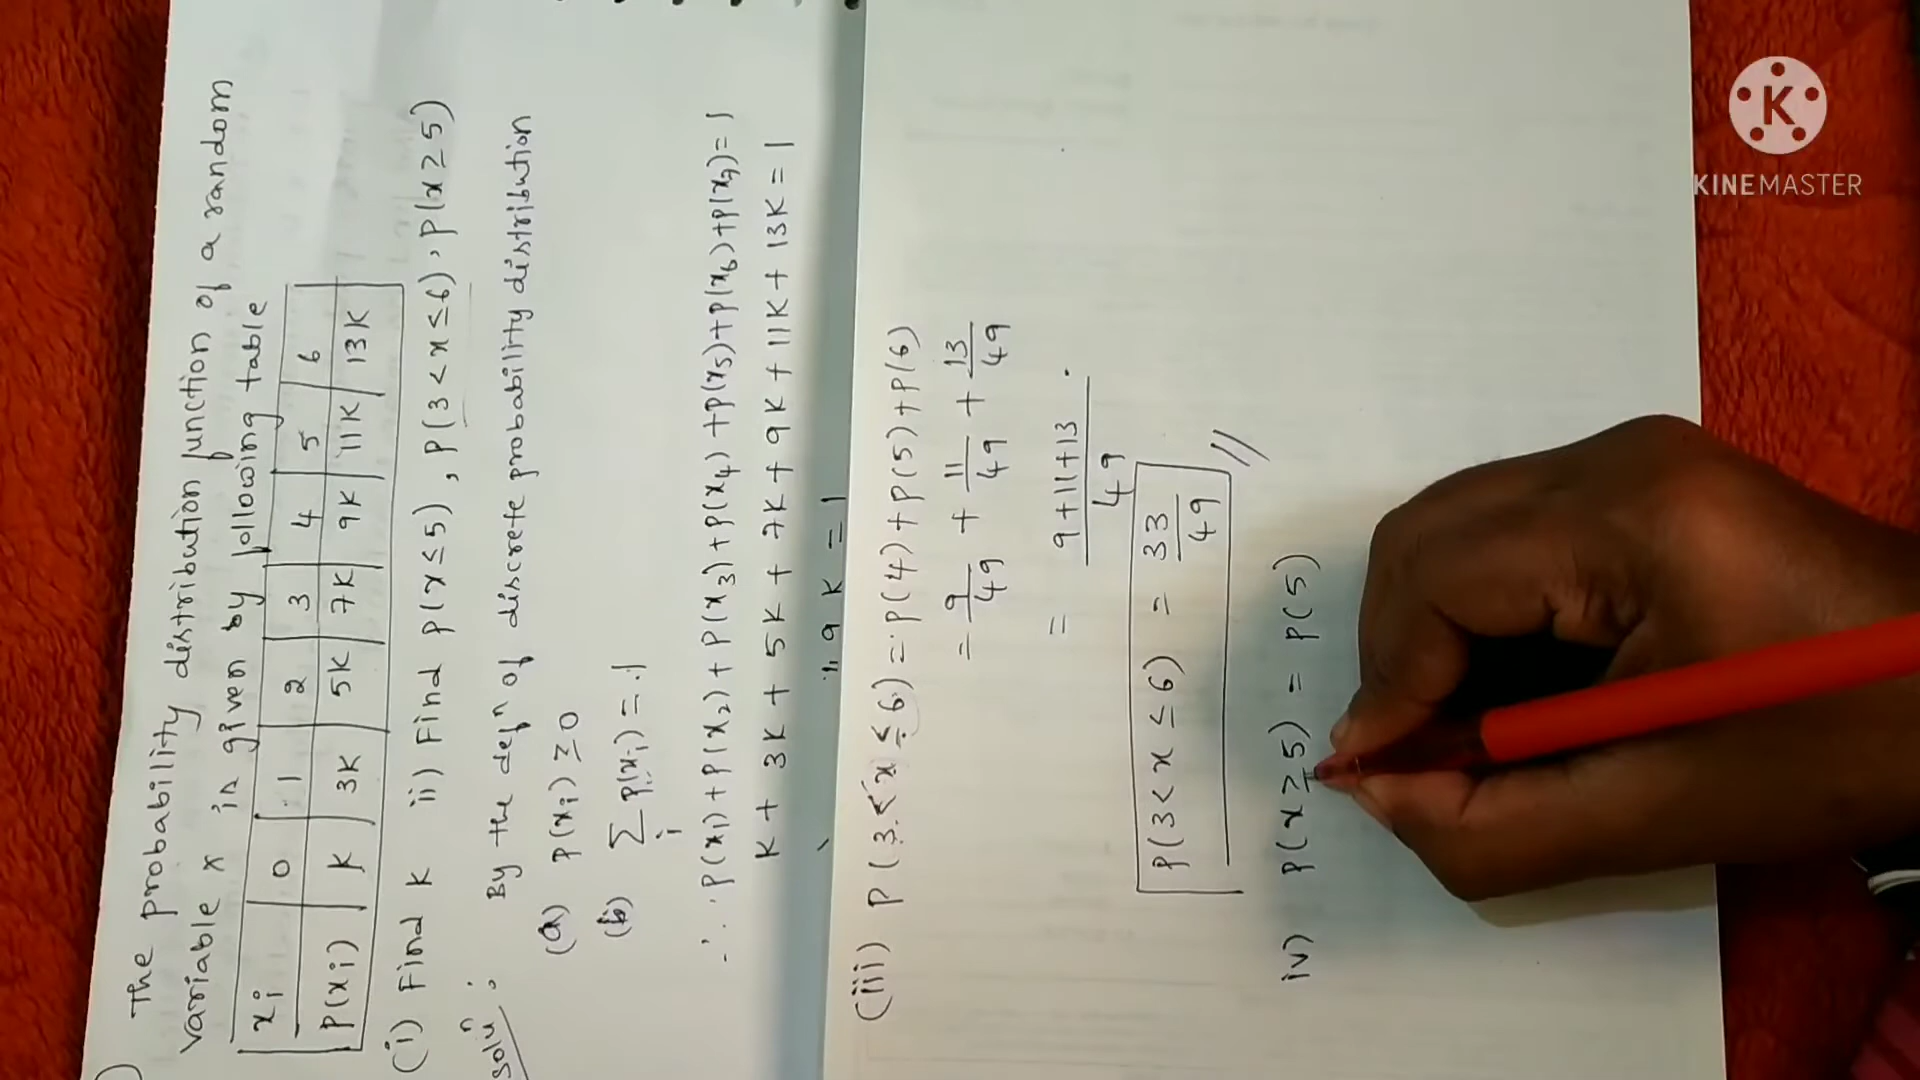 The probability distribution function of a random
variable x is given by following table
xi 0 1 2 3 4 5 6
P(xi) K 3K 5K 7K 9K 11K 13K
(i) Find K ii) Find P(x≤5), P(3<x≤6), P(x≥5)
Solun: By the defn of discrete probability distribution
(a) P(xi) ≥ 0
(b) ∑i P(xi) = 1
∴ P(x1)+P(x2)+P(x3)+P(x4)+P(x5)+P(x6)+P(x7)=1
K + 3K + 5K + 7K + 9K + 11K + 13K = 1
9 K = 1
(iii) P(3<x≤6) = P(4)+P(5)+P(6)
= 9/49 + 11/49 + 13/49
= 9+11+13/49
P(3<x≤6) = 33/49 //
iv) P(x≥5) = P(5)
K
KINEMASTER